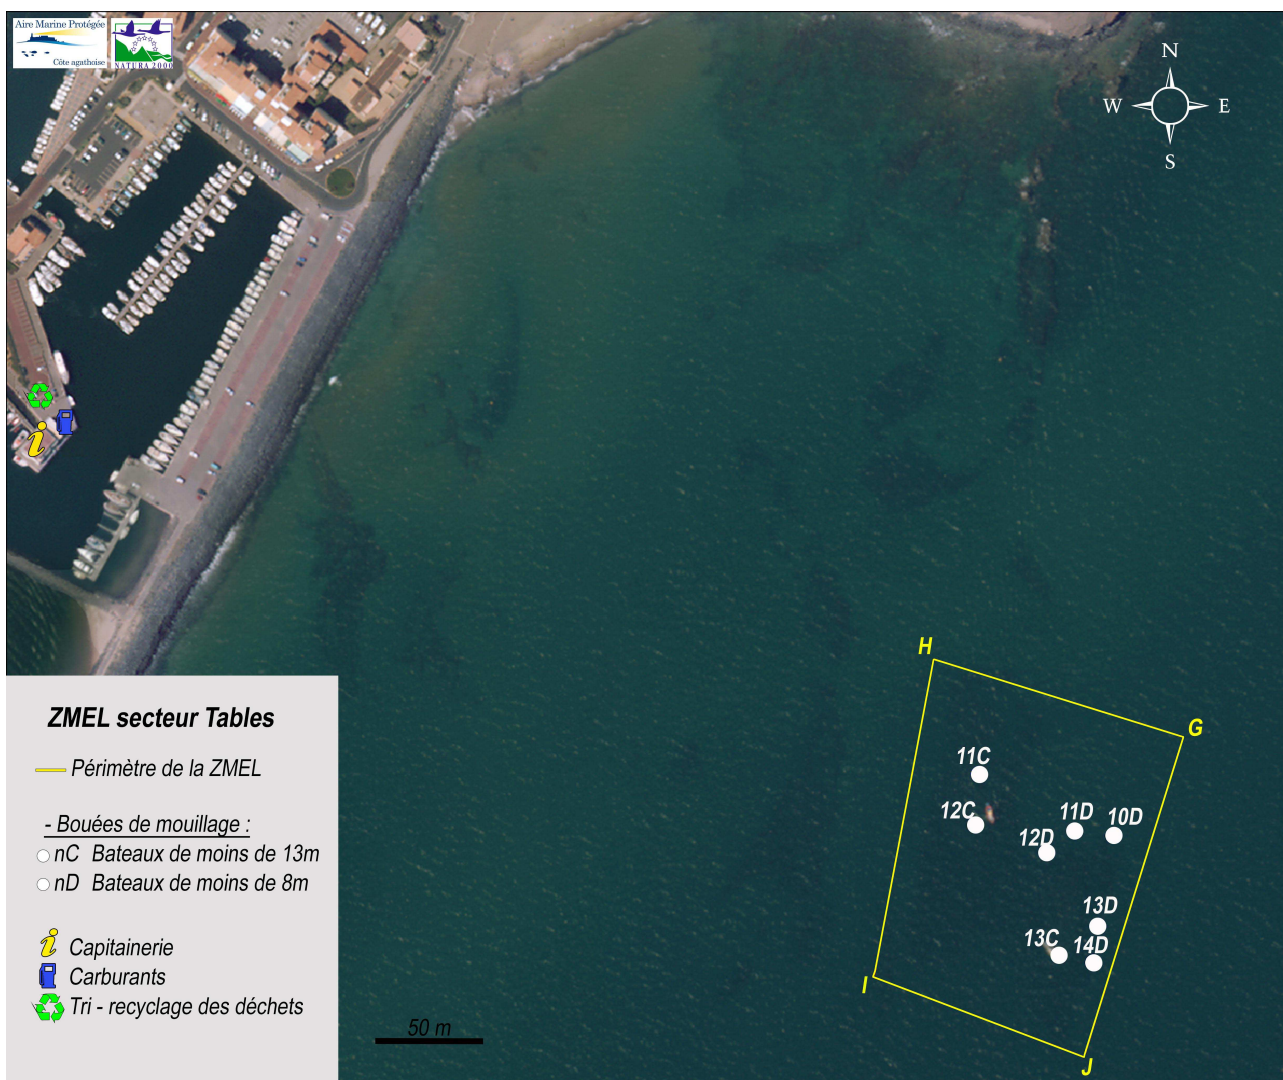 Aire Marine Protégée
Côte agathoise
NATURA 2000
N
W E
S
H
G
11C
12C
11D
10D
12D
13D
13C
14D
I
J
ZMEL secteur Tables
Périmètre de la ZMEL
- Bouées de mouillage :
nC Bateaux de moins de 13m
nD Bateaux de moins de 8m
Capitainerie
Carburants
Tri - recyclage des déchets
50 m